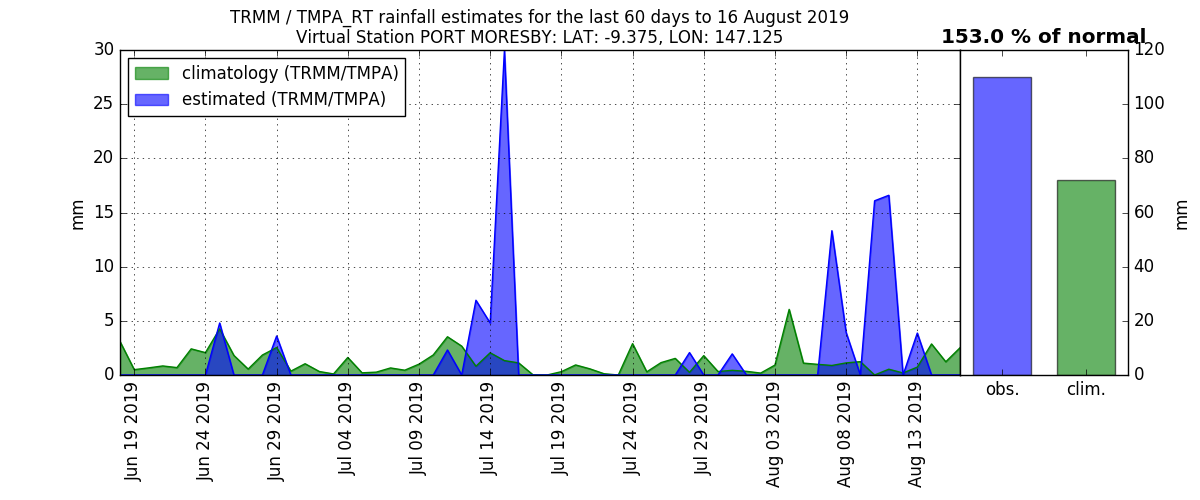 TRMM / TMPA_RT rainfall estimates for the last 60 days to 16 August 2019
Virtual Station PORT MORESBY: LAT: -9.375, LON: 147.125
153.0 % of normal
climatology (TRMM/TMPA)
estimated (TRMM/TMPA)
30
25
20
15
10
5
0
mm
Jun 19 2019
Jun 24 2019
Jun 29 2019
Jul 04 2019
Jul 09 2019
Jul 14 2019
Jul 19 2019
Jul 24 2019
Jul 29 2019
Aug 03 2019
Aug 08 2019
Aug 13 2019
120
100
80
60
40
20
0
mm
obs.
clim.